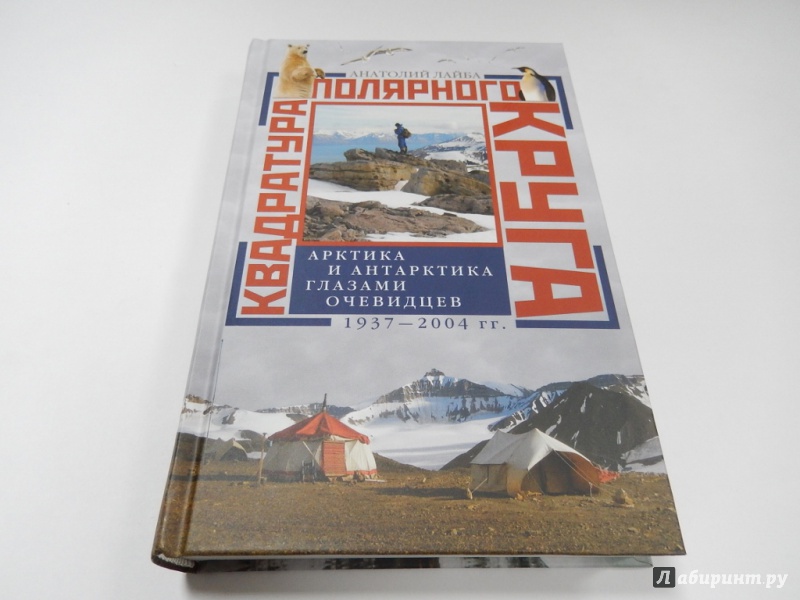 АНАТОЛИЙ ЛАЙБА
КВАДРАТУРА
ПОЛЯРНОГО
КРУГА
АРКТИКА
И АНТАРКТИКА
ГЛАЗАМИ
ОЧЕВИДЦЕВ
1937—2004 гг.
Лабиринт.ру